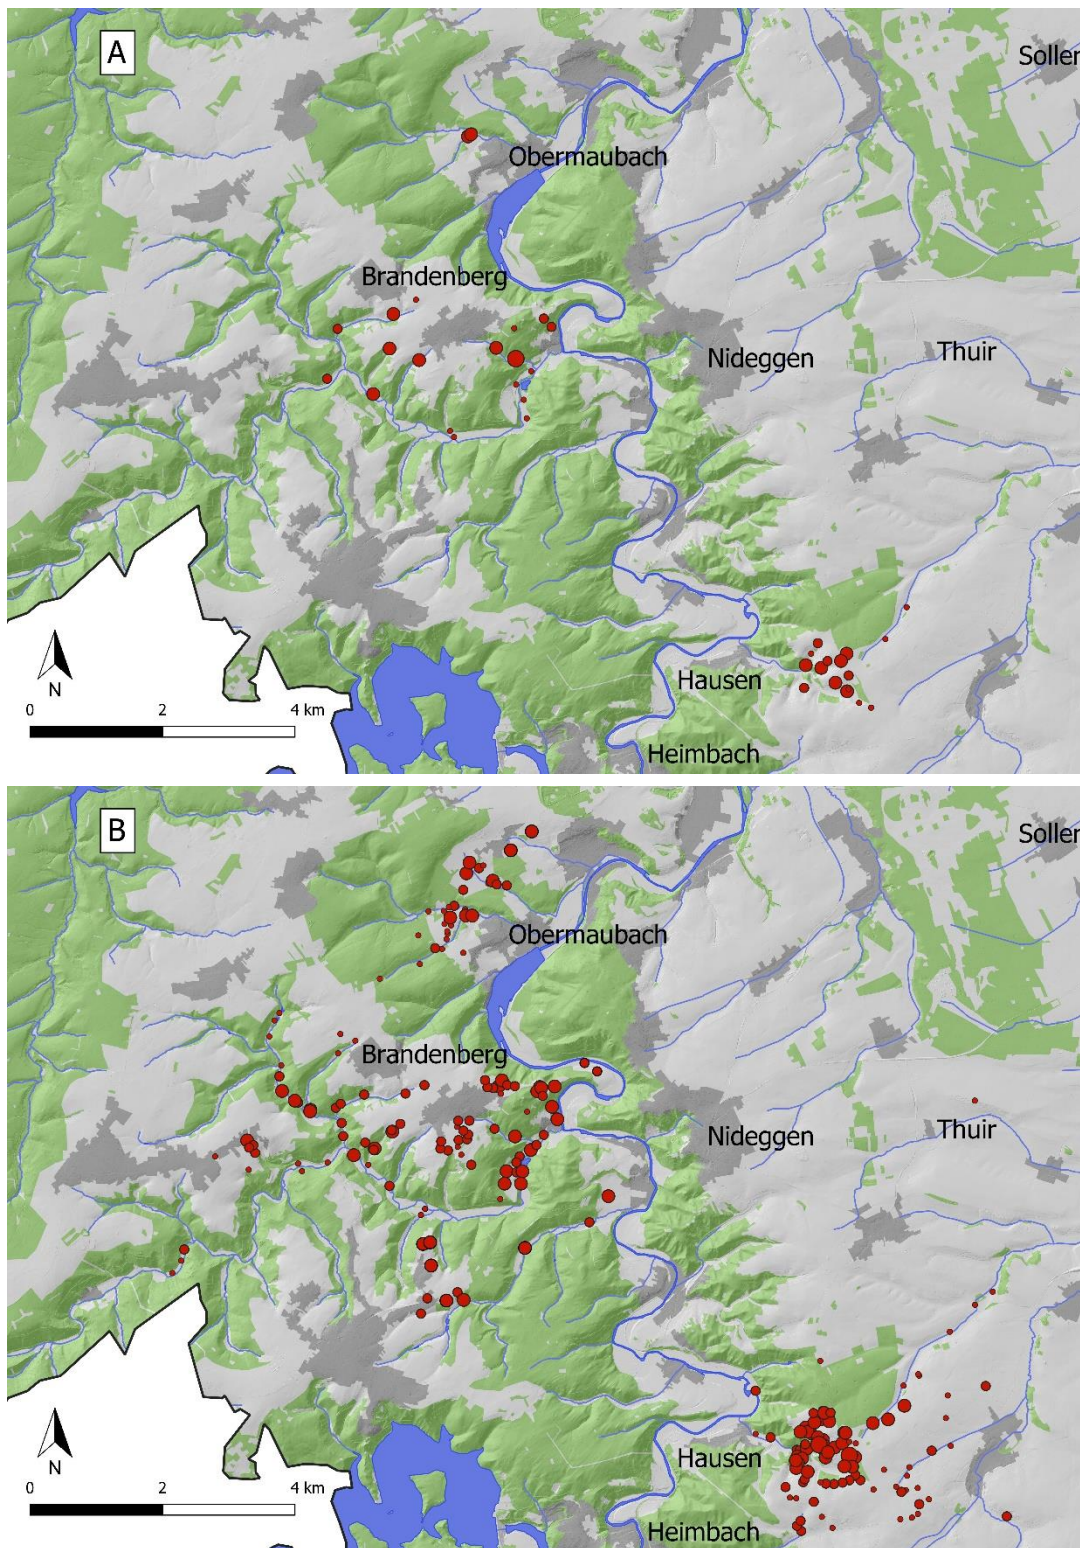 A
Soller
Obermaubach
Brandenberg
Nideggen
Thuir
Hausen
Heimbach
N
0 2 4 km
B
Soller
Obermaubach
Brandenberg
Nideggen
Thuir
Hausen
Heimbach
N
0 2 4 km